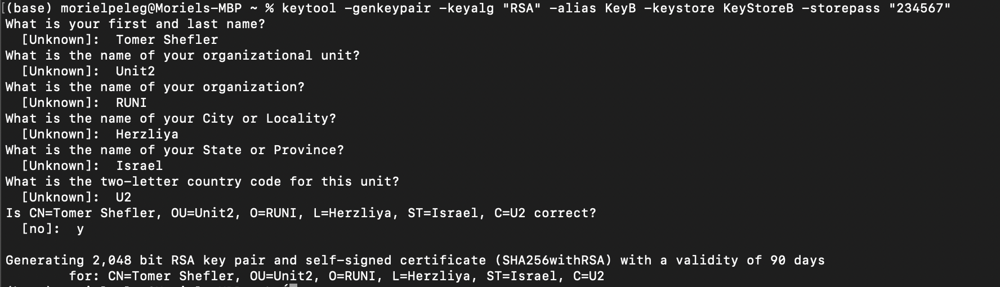 [(base) morielpeleg@Moriels-MBP ~ % keytool -genkeypair -keyalg "RSA" -alias KeyB -keystore KeyStoreB -storepass "234567"
What is your first and last name?
[Unknown]: Tomer Shefler
What is the name of your organizational unit?
[Unknown]: Unit2
What is the name of your organization?
[Unknown]: RUNI
What is the name of your City or Locality?
[Unknown]: Herzliya
What is the name of your State or Province?
[Unknown]: Israel
What is the two-letter country code for this unit?
[Unknown]: U2
Is CN=Tomer Shefler, OU=Unit2, O=RUNI, L=Herzliya, ST=Israel, C=U2 correct?
[no]: y
Generating 2,048 bit RSA key pair and self-signed certificate (SHA256withRSA) with a validity of 90 days
for: CN=Tomer Shefler, OU=Unit2, O=RUNI, L=Herzliya, ST=Israel, C=U2